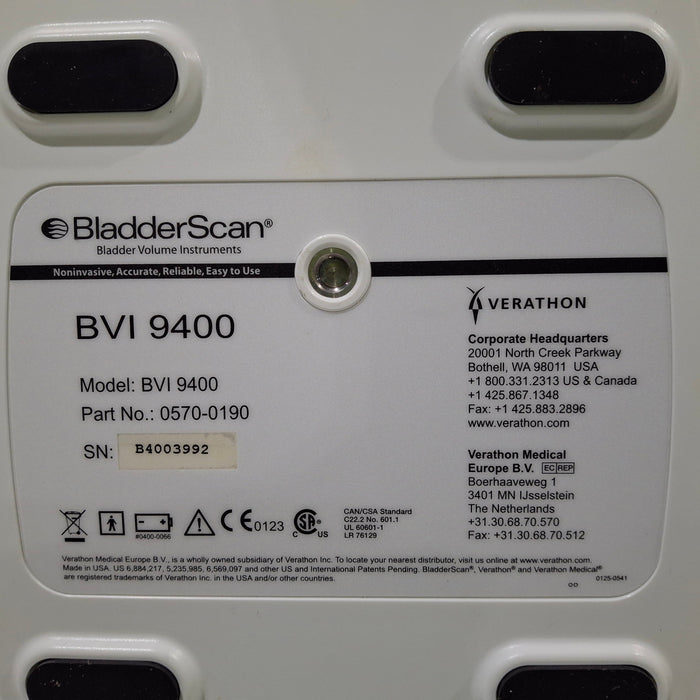 BladderScan®
Bladder Volume Instruments
Noninvasive, Accurate, Reliable, Easy to Use
BVI 9400
Model: BVI 9400
Part No.: 0570-0190
SN: B4003992
VERATHON
Corporate Headquarters
20001 North Creek Parkway
Bothell, WA 98011 USA
+1 800.331.2313 US & Canada
+1 425.867.1348
Fax: +1 425.883.2896
www.verathon.com
Verathon Medical
Europe B.V. EC REP
Boerhaaveweg 1
3401 MN IJsselstein
The Netherlands
+31.30.68.70.570
Fax: +31.30.68.70.512
#0400-0066
CE 0123
C SA US
CAN/CSA Standard
C22.2 No. 601.1
UL 60601-1
LR 76129
Verathon Medical Europe B.V., is a wholly owned subsidiary of Verathon Inc. To locate your nearest distributor, visit us online at www.verathon.com.
Made in USA. US 6,884,217, 5,235,985, 6,569,097 and other US and International Patents Pending. BladderScan®, Verathon® and Verathon Medical®
are registered trademarks of Verathon Inc. in the USA and/or other countries.
0125-0541
OO